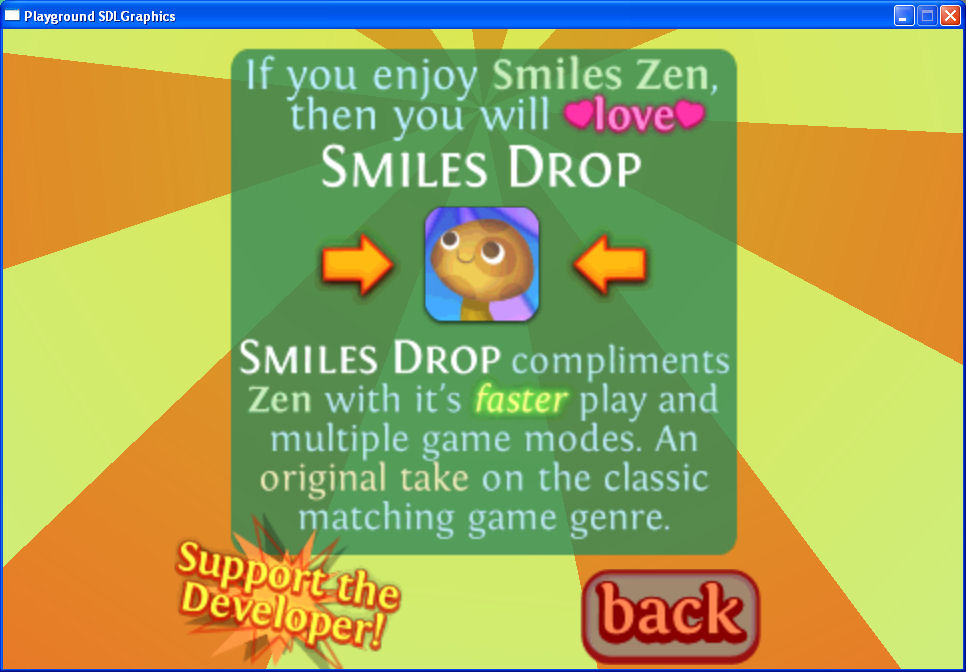 Playground SDLGraphics
If you enjoy Smiles Zen,
then you will love
SMILES DROP
SMILES DROP compliments
Zen with it's faster play and
multiple game modes. An
original take on the classic
matching game genre.
Support the
Developer!
back